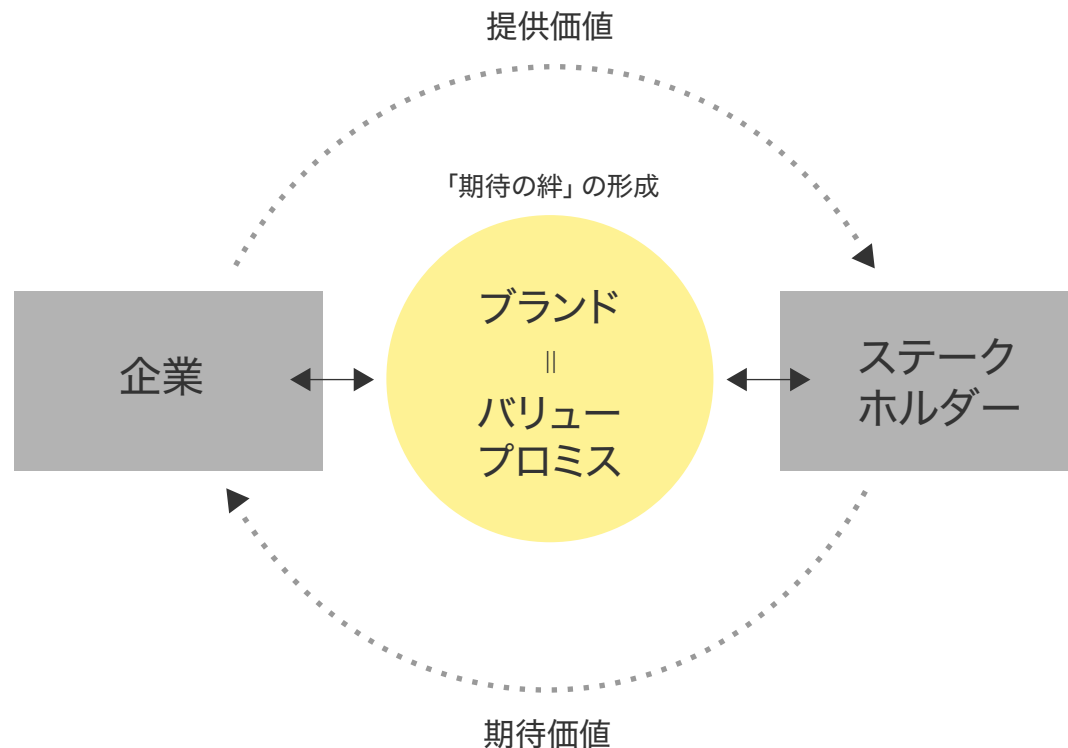 提供価値
「期待の絆」の形成
ブランド
=
バリュー
プロミス
企業
ステーク
ホルダー
期待価値